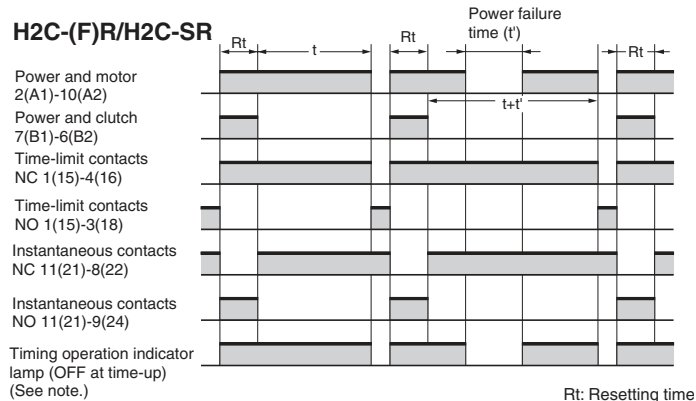 H2C-(F)R/H2C-SR
Power failure
time (t')
Rt
t
Rt
Rt
Power and motor
2(A1)-10(A2)
t+t'
Power and clutch
7(B1)-6(B2)
Time-limit contacts
NC 1(15)-4(16)
Time-limit contacts
NO 1(15)-3(18)
Instantaneous contacts
NC 11(21)-8(22)
Instantaneous contacts
NO 11(21)-9(24)
Timing operation indicator
lamp (OFF at time-up)
(See note.)
Rt: Resetting time